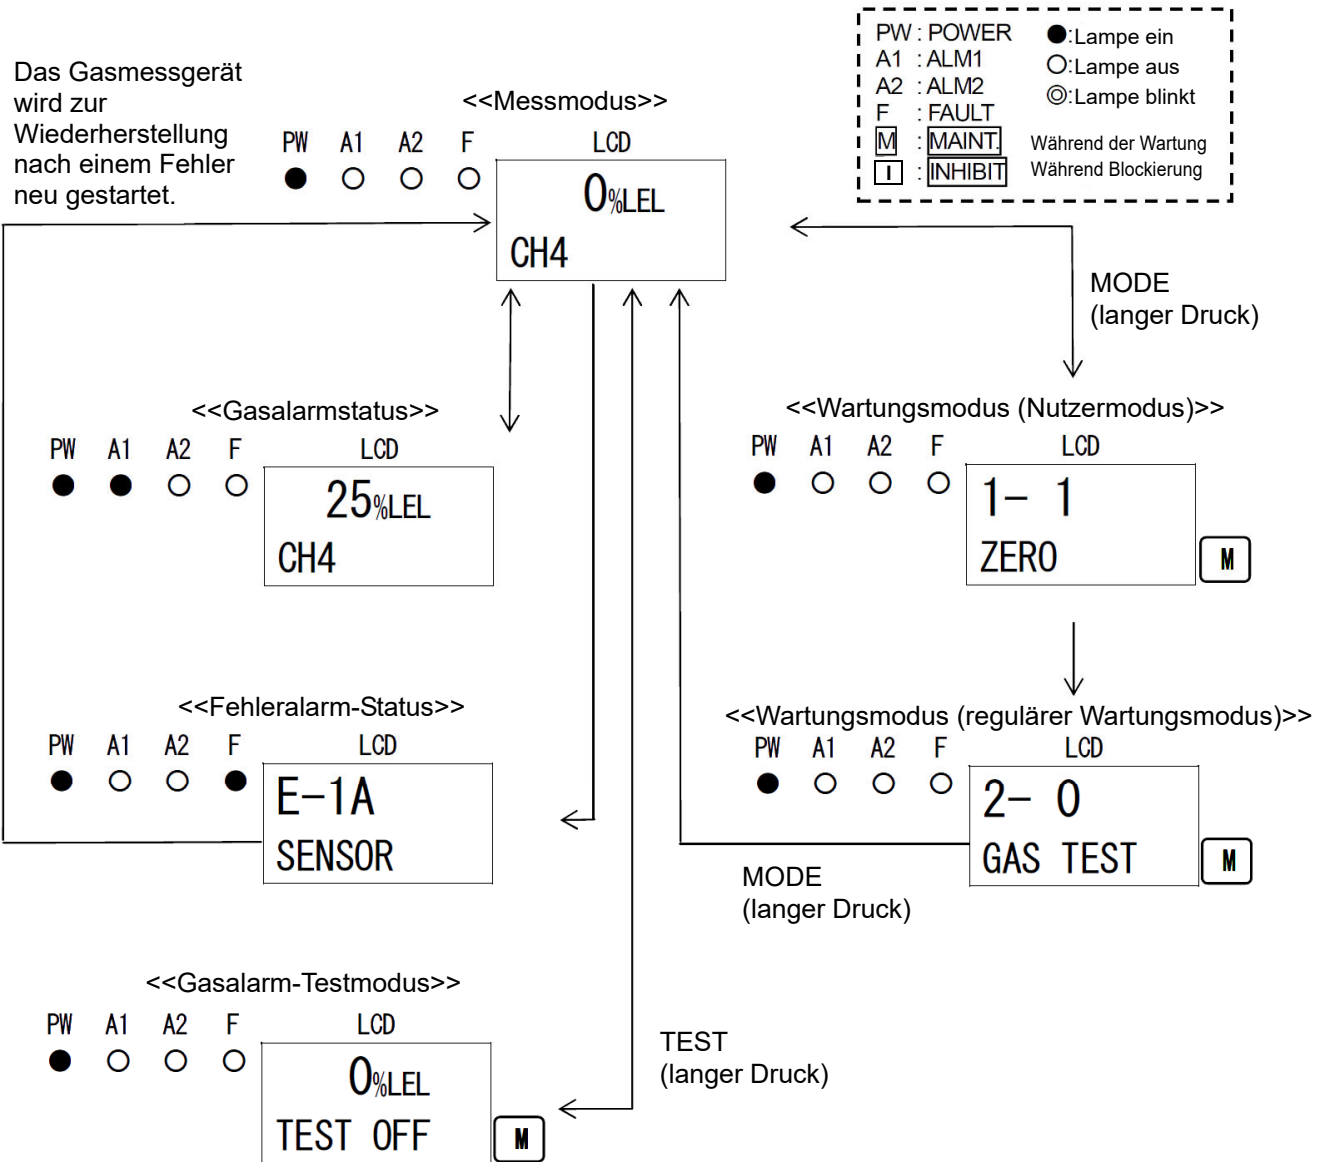 Das Gasmessgerät
wird zur
Wiederherstellung
nach einem Fehler
neu gestartet.
PW : POWER ●:Lampe ein
A1 : ALM1 ○:Lampe aus
A2 : ALM2 ◎:Lampe blinkt
F : FAULT
M : MAINT. Während der Wartung
I : INHIBIT Während Blockierung
<<Messmodus>>
PW A1 A2 F LCD
● ○ ○ ○
0%LEL
CH4
MODE
(langer Druck)
<<Gasalarmstatus>>
PW A1 A2 F LCD
● ● ○ ○
25%LEL
CH4
<<Wartungsmodus (Nutzermodus)>>
PW A1 A2 F LCD
● ○ ○ ○
1- 1
ZERO
M
<<Fehleralarm-Status>>
PW A1 A2 F LCD
● ○ ○ ●
E-1A
SENSOR
<<Wartungsmodus (regulärer Wartungsmodus)>>
PW A1 A2 F LCD
● ○ ○ ○
2- 0
GAS TEST
M
MODE
(langer Druck)
<<Gasalarm-Testmodus>>
PW A1 A2 F LCD
● ○ ○ ○
0%LEL
TEST OFF
M
TEST
(langer Druck)